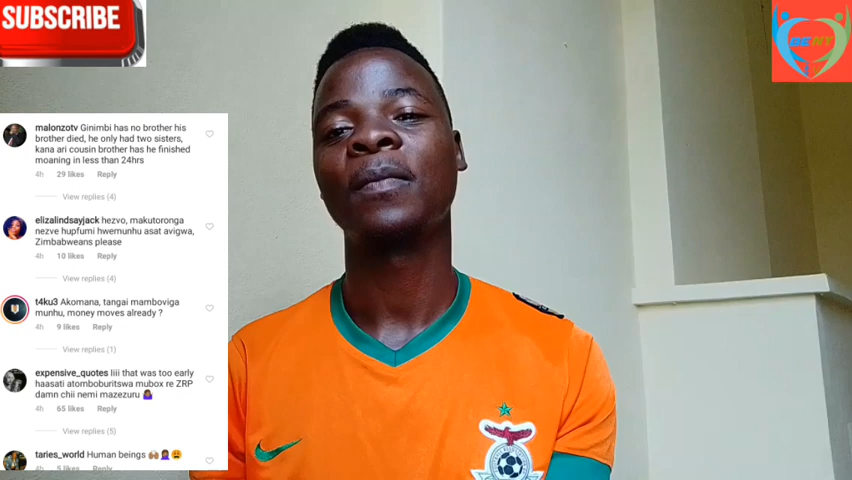 SUBSCRIBE
BENY
malonzotv Ginimbi has no brother his
brother died, he only had two sisters,
kana ari cousin brother has he finished
moaning in less than 24hrs
4h 29 likes Reply
View replies (4)
elizalindsayjack hezvo, makutoronga
nezve hupfumi hwemunhu asat avigwa,
Zimbabweans please
4h 10 likes Reply
View replies (4)
t4ku3 Akomana, tangai mamboviga
munhu, money moves already ?
4h 9 likes Reply
View replies (1)
expensive_quotes Iiii that was too early
haasati atomboburitswa mubox re ZRP
damn chii nemi mazezuru 🤷🏾‍♀️
4h 65 likes Reply
View replies (5)
taries_world Human beings 🙌🏽🤦🏾‍♀️😩
4h 5 likes Reply